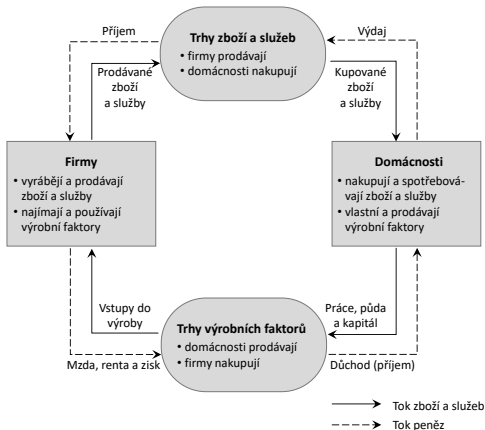 Příjem
Trhy zboží a služeb
• firmy prodávají
• domácnosti nakupují
Výdaj
Prodávané
zboží
a služby
Kupované
zboží
a služby
Firmy
• vyrábějí a prodávají
zboží a služby
• najímají a používají
výrobní faktory
Domácnosti
• nakupují a spotřebová-
vají zboží a služby
• vlastní a prodávají
výrobní faktory
Vstupy do
výroby
Trhy výrobních faktorů
• domácnosti prodávají
• firmy nakupují
Práce, půda
a kapitál
Mzda, renta a zisk
Důchod (příjem)
Tok zboží a služeb
Tok peněz